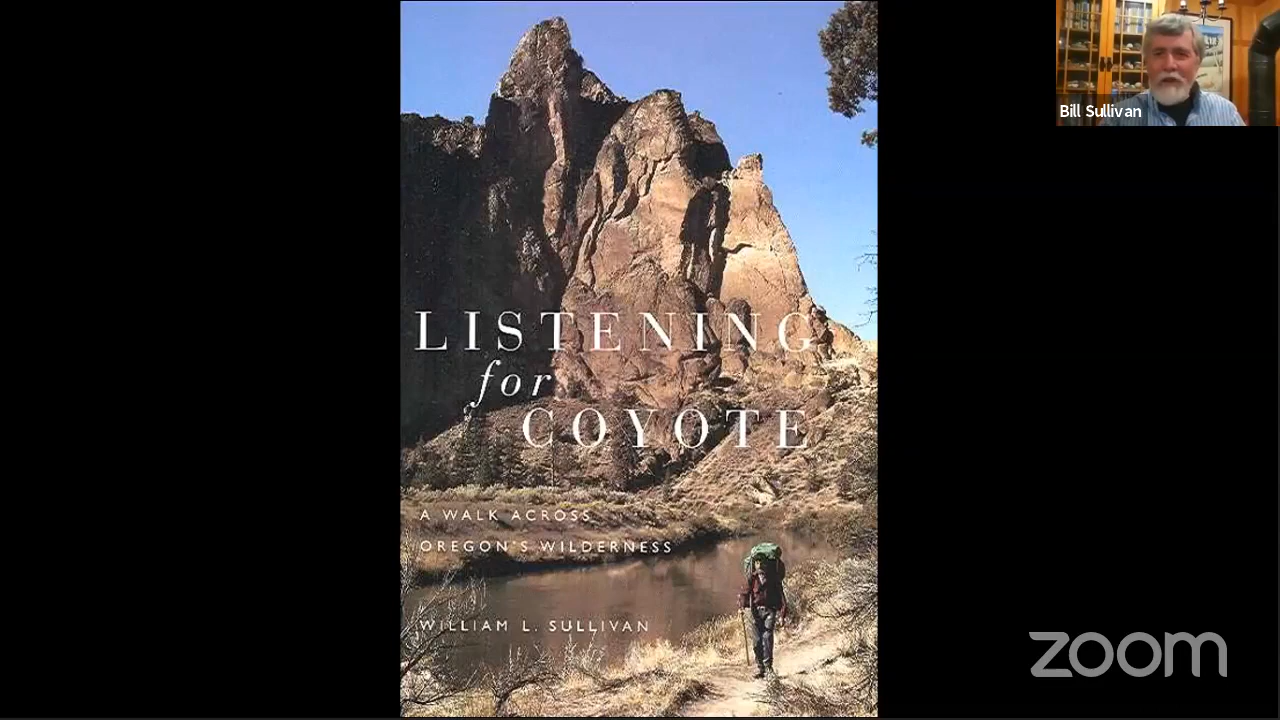 LISTENING
for
COYOTE
A WALK ACROSS
OREGON'S WILDERNESS
WILLIAM L. SULLIVAN
Bill Sullivan
zoom